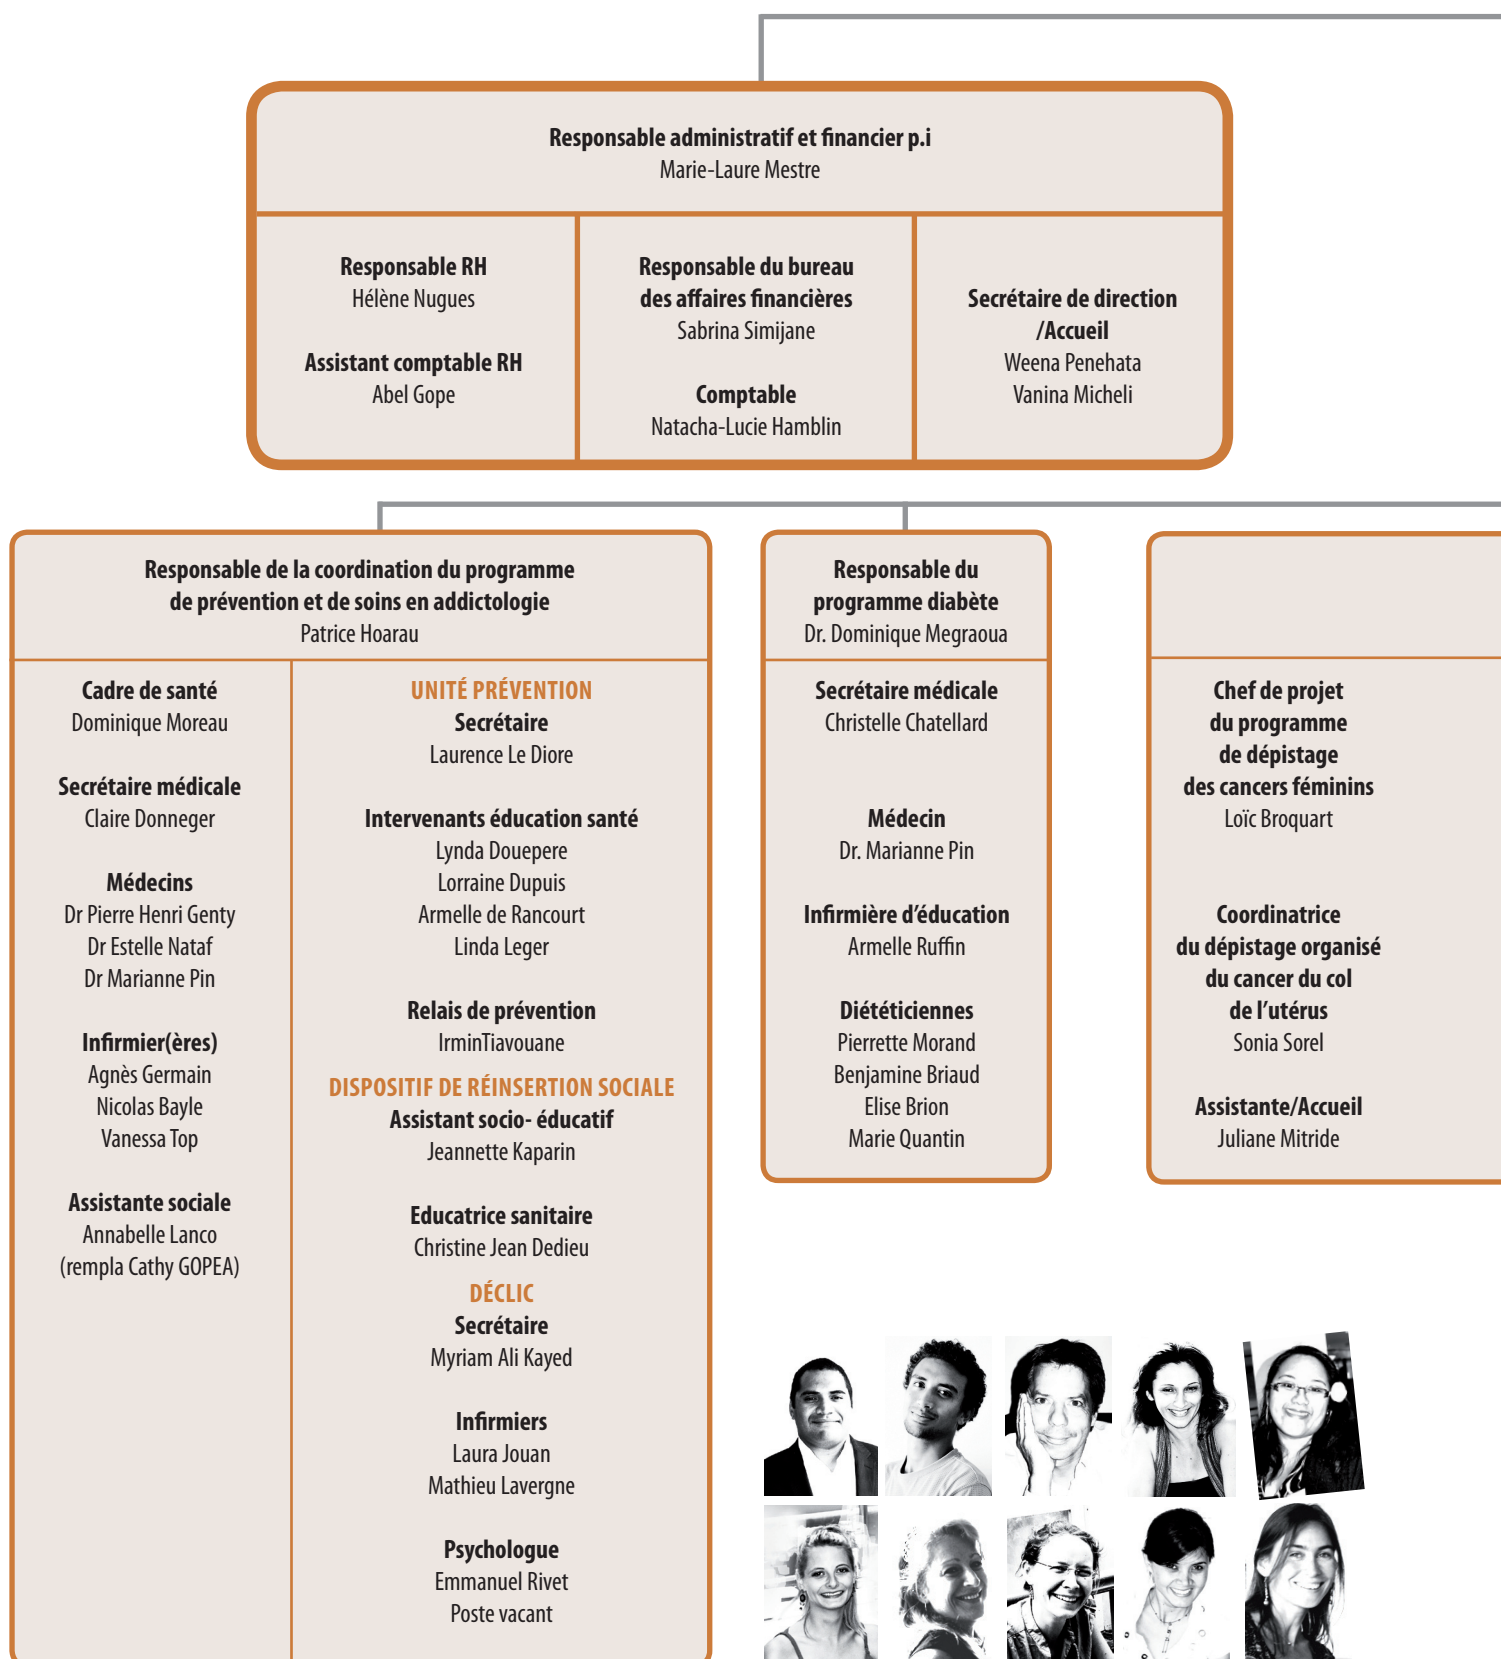 Responsable administratif et financier p.i
Marie-Laure Mestre
Responsable RH
Hélène Nugues
Assistant comptable RH
Abel Gope
Responsable du bureau
des affaires financières
Sabrina Simijane
Comptable
Natacha-Lucie Hamblin
Secrétaire de direction
/Accueil
Weena Penehata
Vanina Micheli
Responsable de la coordination du programme
de prévention et de soins en addictologie
Patrice Hoarau
Cadre de santé
Dominique Moreau
Secrétaire médicale
Claire Donneger
Médecins
Dr Pierre Henri Genty
Dr Estelle Nataf
Dr Marianne Pin
Infirmier(ères)
Agnès Germain
Nicolas Bayle
Vanessa Top
Assistante sociale
Annabelle Lanco
(rempla Cathy GOPEA)
UNITÉ PRÉVENTION
Secrétaire
Laurence Le Diore
Intervenants éducation santé
Lynda Douepere
Lorraine Dupuis
Armelle de Rancourt
Linda Leger
Relais de prévention
IrminTiavouane
DISPOSITIF DE RÉINSERTION SOCIALE
Assistant socio- éducatif
Jeannette Kaparin
Educatrice sanitaire
Christine Jean Dedieu
DÉCLIC
Secrétaire
Myriam Ali Kayed
Infirmiers
Laura Jouan
Mathieu Lavergne
Psychologue
Emmanuel Rivet
Poste vacant
Responsable du
programme diabète
Dr. Dominique Megraoua
Secrétaire médicale
Christelle Chatellard
Médecin
Dr. Marianne Pin
Infirmière d’éducation
Armelle Ruffin
Diététiciennes
Pierrette Morand
Benjamine Briaud
Elise Brion
Marie Quantin
Chef de projet
du programme
de dépistage
des cancers féminins
Loïc Broquart
Coordinatrice
du dépistage organisé
du cancer du col
de l’utérus
Sonia Sorel
Assistante/Accueil
Juliane Mitride